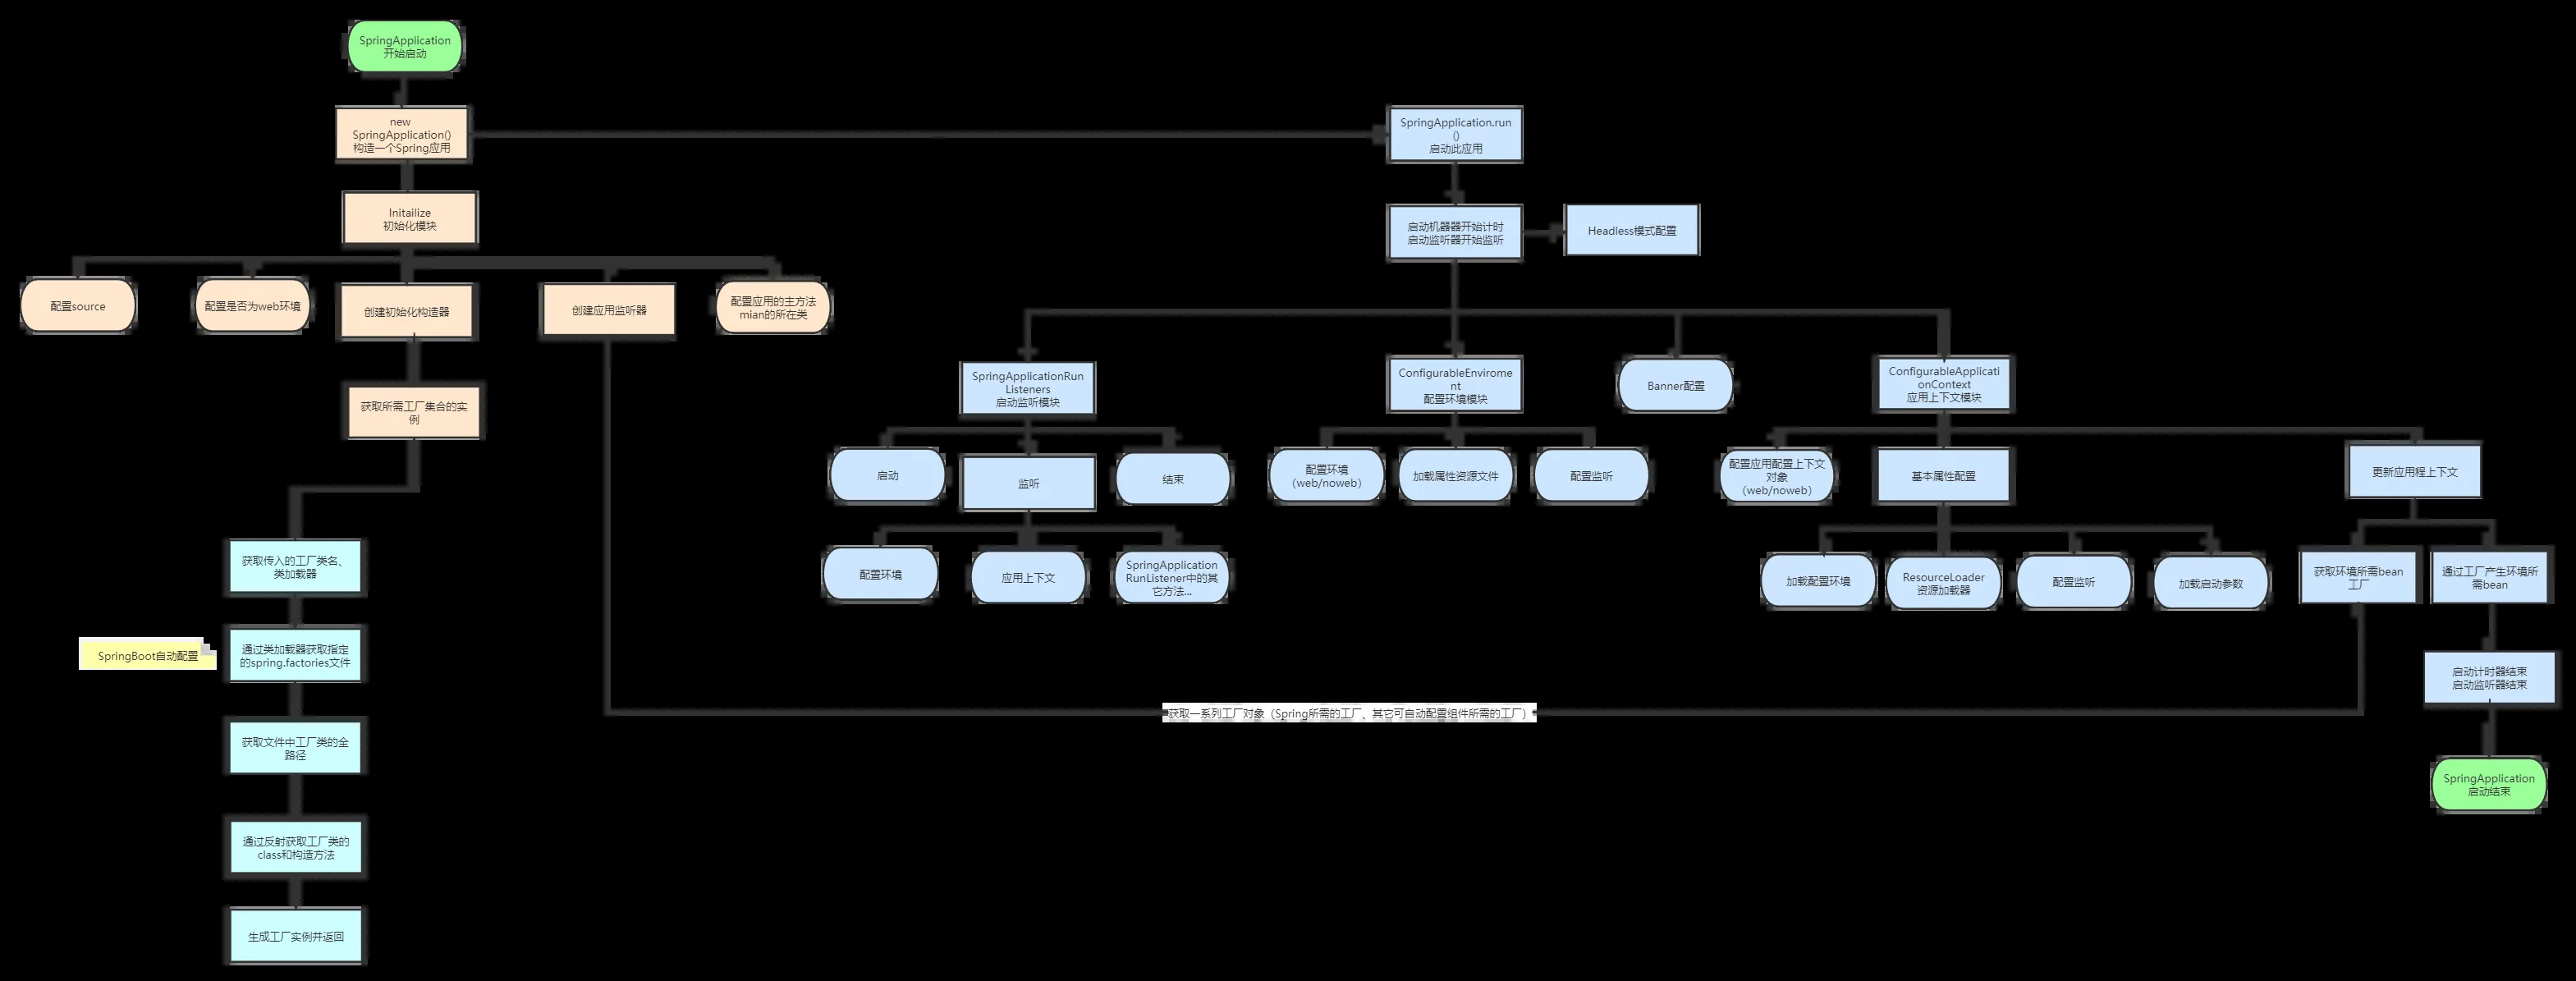 SpringApplication
开始启动
new
SpringApplication()
构造一个Spring应用
SpringApplication.run
()
启动此应用
Initailize
初始化模块
启动机器器开始计时
启动监听器开始监听
Headless模式配置
配置source
配置是否为web环境
创建初始化构造器
创建应用监听器
配置应用的主方法
mian的所在类
获取所需工厂集合的实
例
SpringApplicationRun
Listeners
启动监听模块
ConfigurableEnvirome
nt
配置环境模块
Banner配置
ConfigurableApplicati
onContext
应用上下文模块
启动
监听
结束
配置环境
（web/noweb）
加载属性资源文件
配置监听
配置应用配置上下文
对象
（web/noweb）
基本属性配置
更新应用程上下文
配置环境
应用上下文
SpringApplication
RunListener中的其
它方法...
加载配置环境
ResourceLoader
资源加载器
配置监听
加载启动参数
获取环境所需bean
工厂
通过工厂产生环境所
需bean
获取传入的工厂类名、
类加载器
SpringBoot自动配置
通过类加载器获取指定
的spring.factories文件
启动计时器结束
启动监听器结束
获取一系列工厂对象（Spring所需的工厂、其它可自动配置组件所需的工厂）
获取文件中工厂类的全
路径
SpringApplication
启动结束
通过反射获取工厂类的
class和构造方法
生成工厂实例并返回